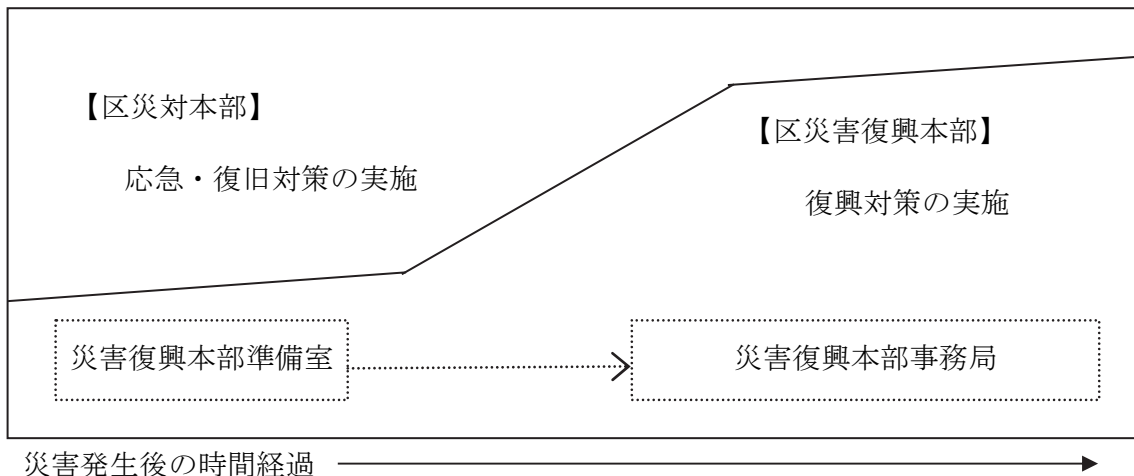 【区災対本部】
応急・復旧対策の実施
【区災害復興本部】
復興対策の実施
災害復興本部準備室
災害復興本部事務局
災害発生後の時間経過